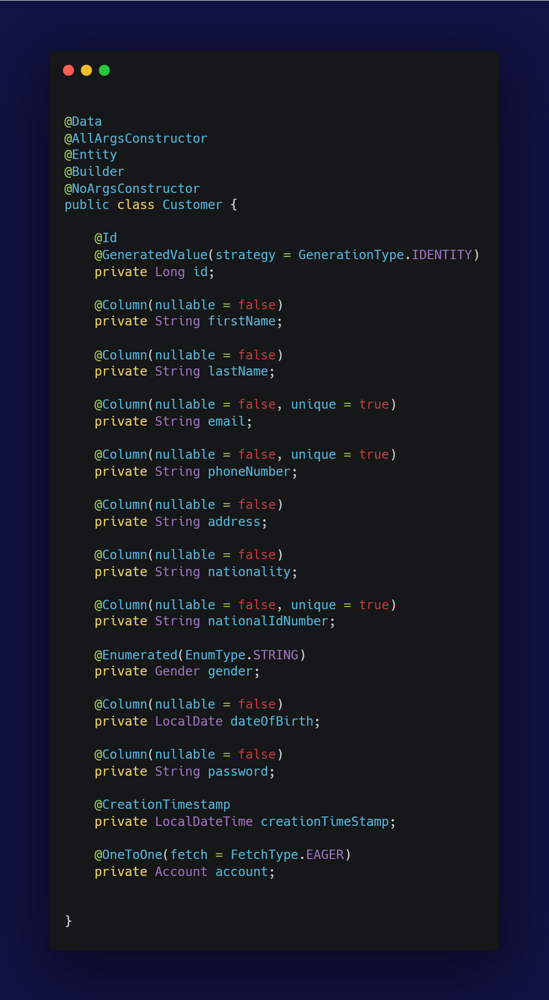 @Data
@AllArgsConstructor
@Entity
@Builder
@NoArgsConstructor
public class Customer {
@Id
@GeneratedValue(strategy = GenerationType.IDENTITY)
private Long id;
@Column(nullable = false)
private String firstName;
@Column(nullable = false)
private String lastName;
@Column(nullable = false, unique = true)
private String email;
@Column(nullable = false, unique = true)
private String phoneNumber;
@Column(nullable = false)
private String address;
@Column(nullable = false)
private String nationality;
@Column(nullable = false, unique = true)
private String nationalIdNumber;
@Enumerated(EnumType.STRING)
private Gender gender;
@Column(nullable = false)
private LocalDate dateOfBirth;
@Column(nullable = false)
private String password;
@CreationTimestamp
private LocalDateTime creationTimeStamp;
@OneToOne(fetch = FetchType.EAGER)
private Account account;
}